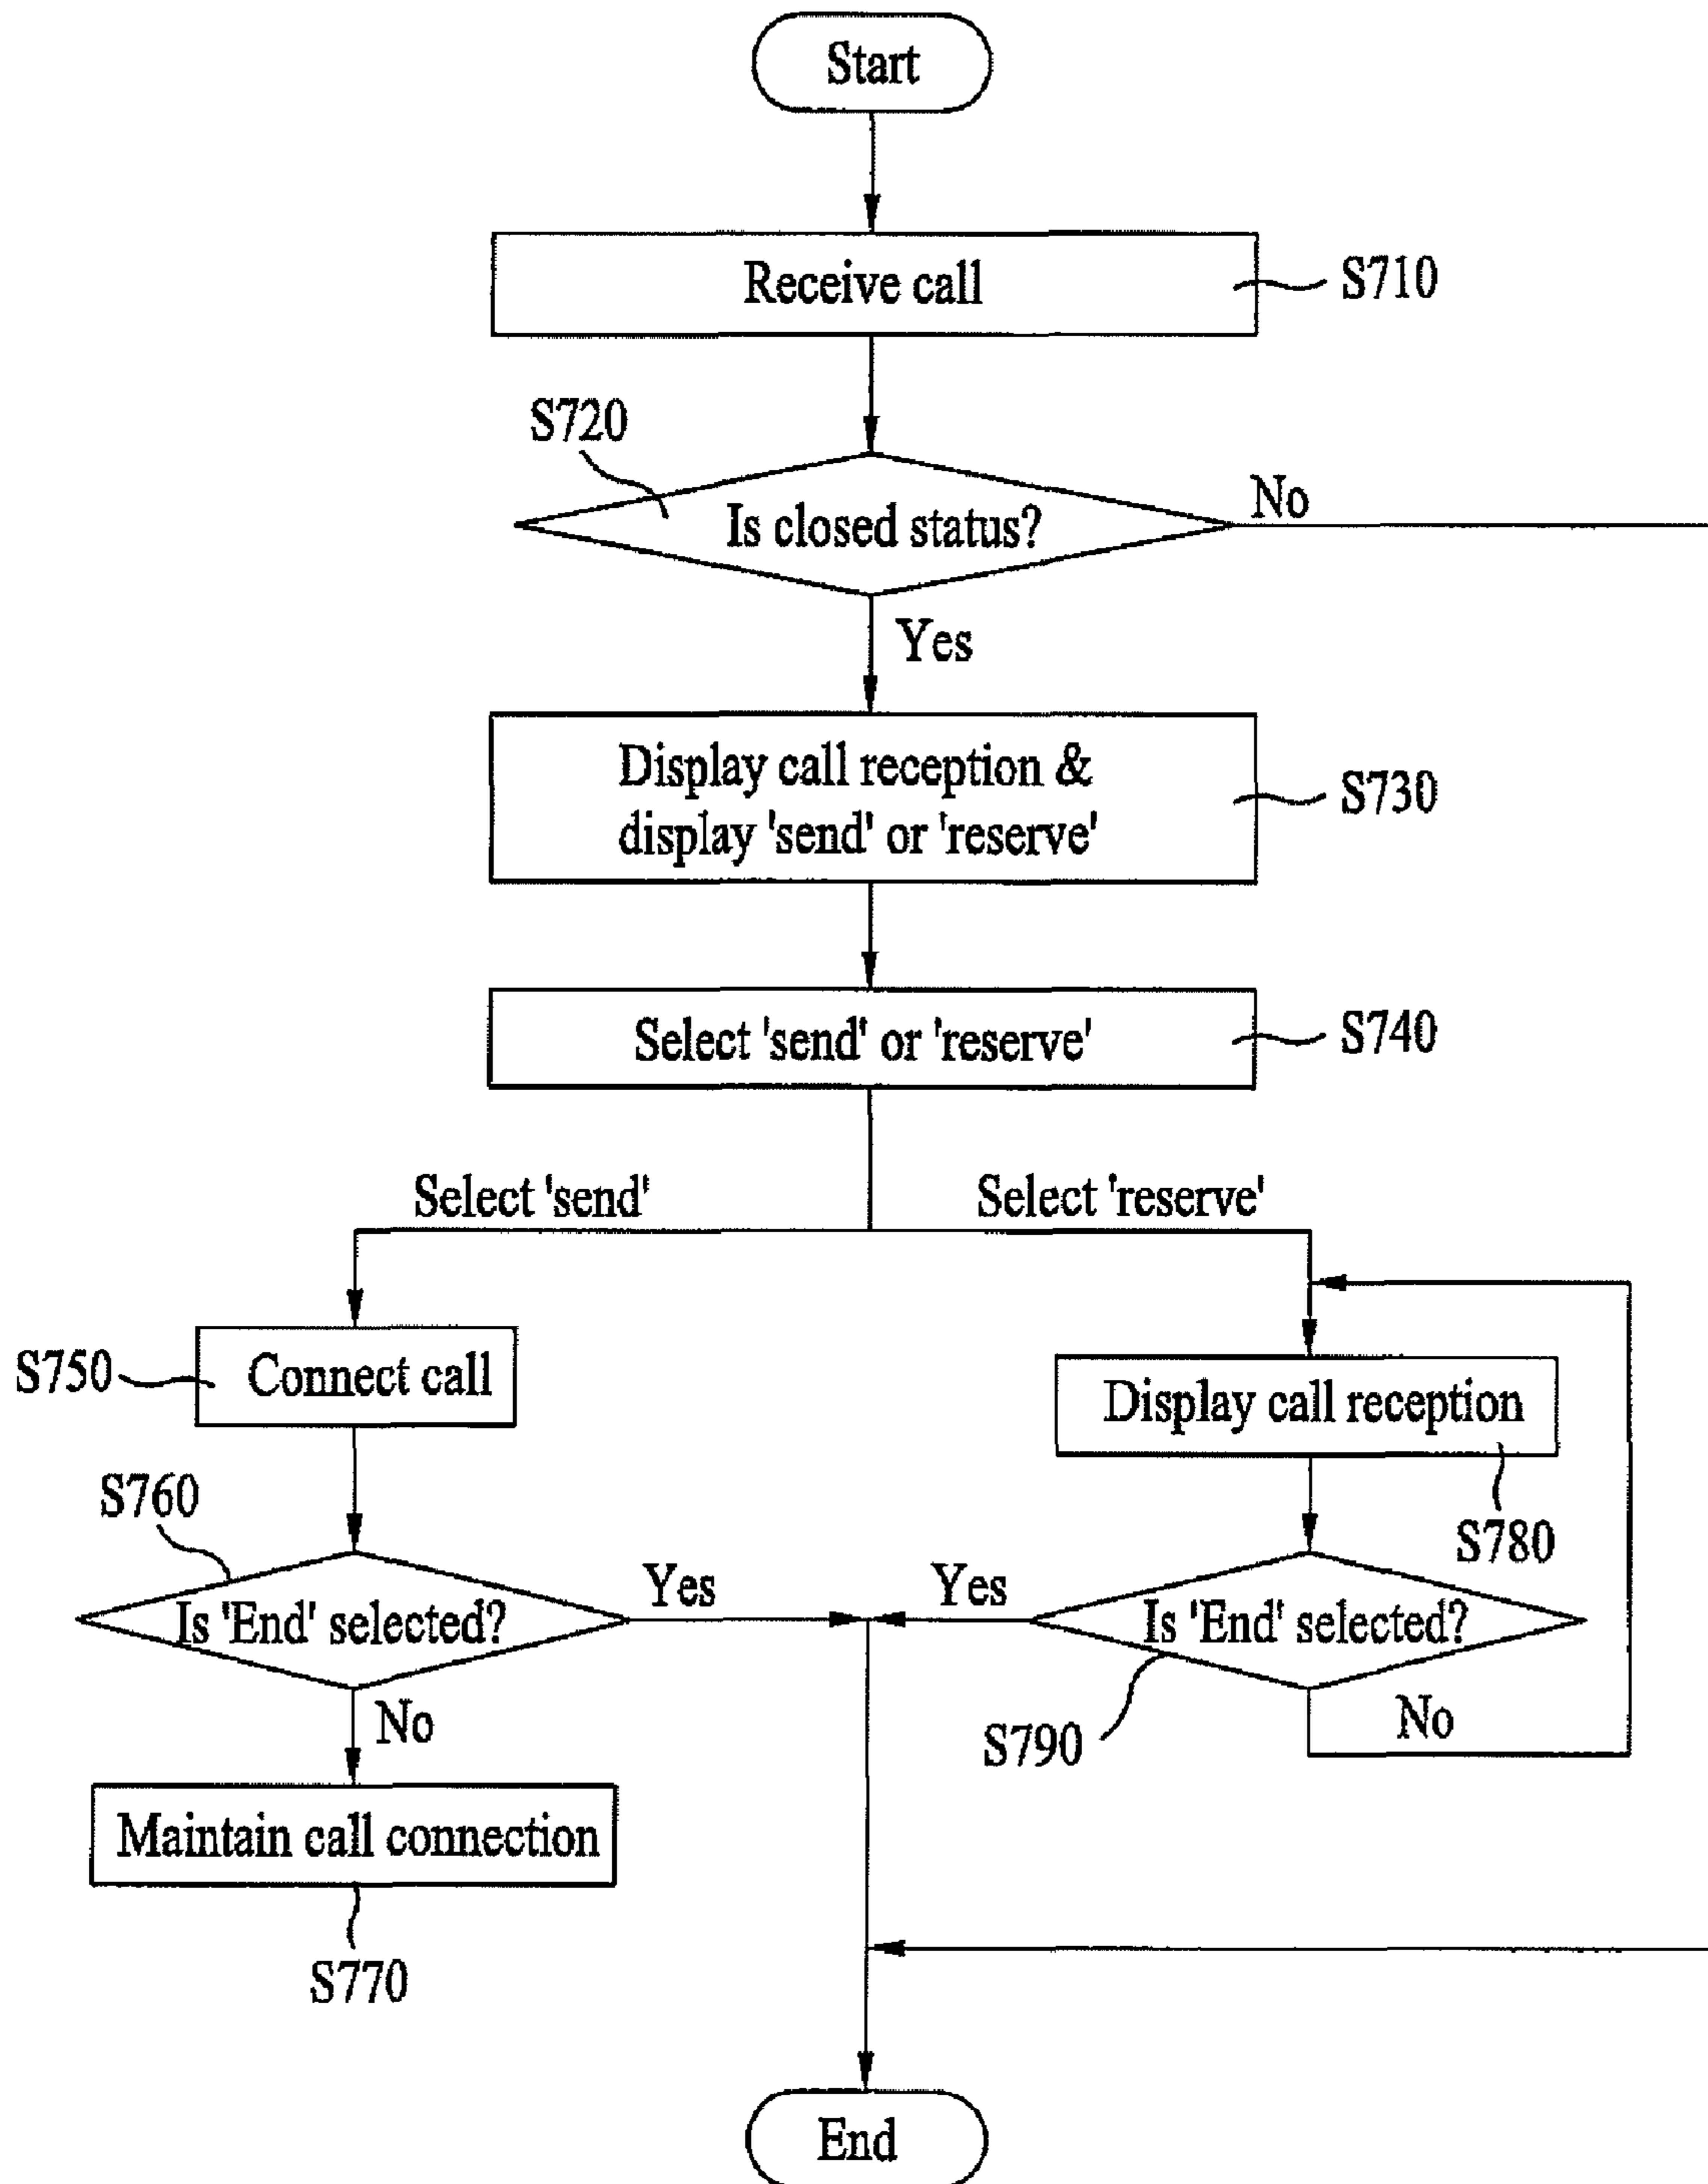 Start
Receive call
S710
S720
Is closed status?
No
Yes
Display call reception &
display 'send' or 'reserve'
S730
Select 'send' or 'reserve'
S740
Select 'send'
Select 'reserve'
S750
Connect call
Display call reception
S780
S760
Is 'End' selected?
Yes
Yes
Is 'End' selected?
No
S790
No
Maintain call connection
S770
End